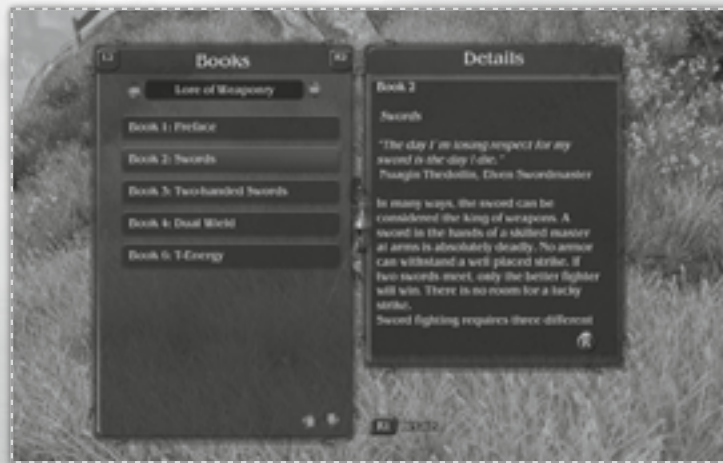 Books
Lore of Weaponry
Book 1: Preface
Book 2: Swords
Book 3: Two-handed Swords
Book 4: Dual Wield
Book 5: T-Energy
Details
Book 2
Swords
"The day I'm losing respect for my
sword is the day I die."
Thedollin, Elven Swordmaster
In many ways, the sword can be
considered the king of weapons. A
sword in the hands of a skilled master
at arms is absolutely deadly. No armor
can withstand a well placed strike. If
two swords meet, only the better fighter
will win. There is no room for a lucky
strike.
Sword fighting requires three different